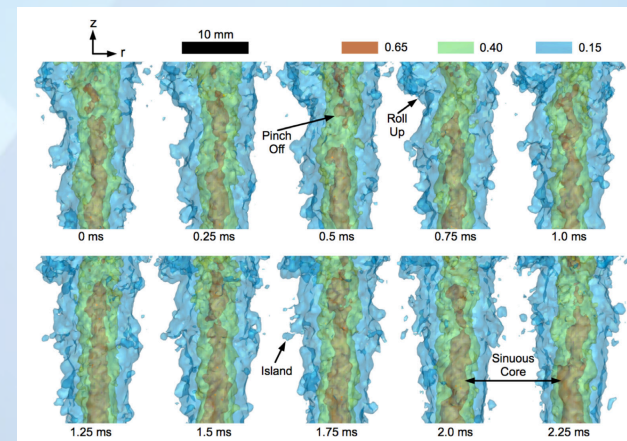 z
r
10 mm
0.65
0.40
0.15
Pinch
Off
Roll
Up
0 ms
0.25 ms
0.5 ms
0.75 ms
1.0 ms
Island
Sinuous
Core
1.25 ms
1.5 ms
1.75 ms
2.0 ms
2.25 ms